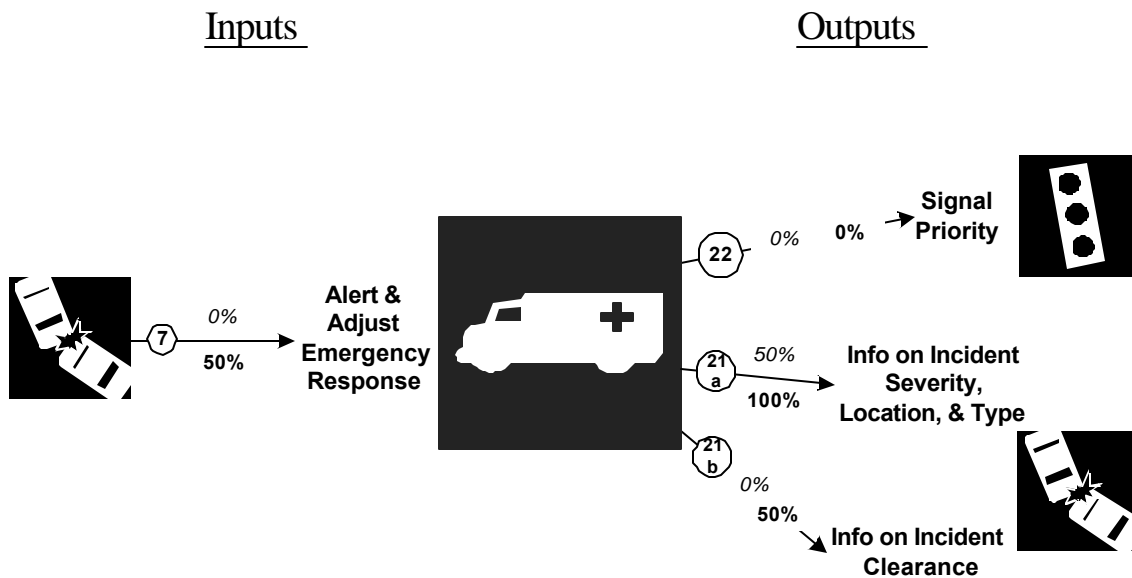 Inputs
Outputs
Signal
Priority
22
0%
0%
7
0%
50%
Alert &
Adjust
Emergency
Response
21
a
50%
100%
Info on Incident
Severity,
Location, & Type
21
b
0%
50%
Info on Incident
Clearance